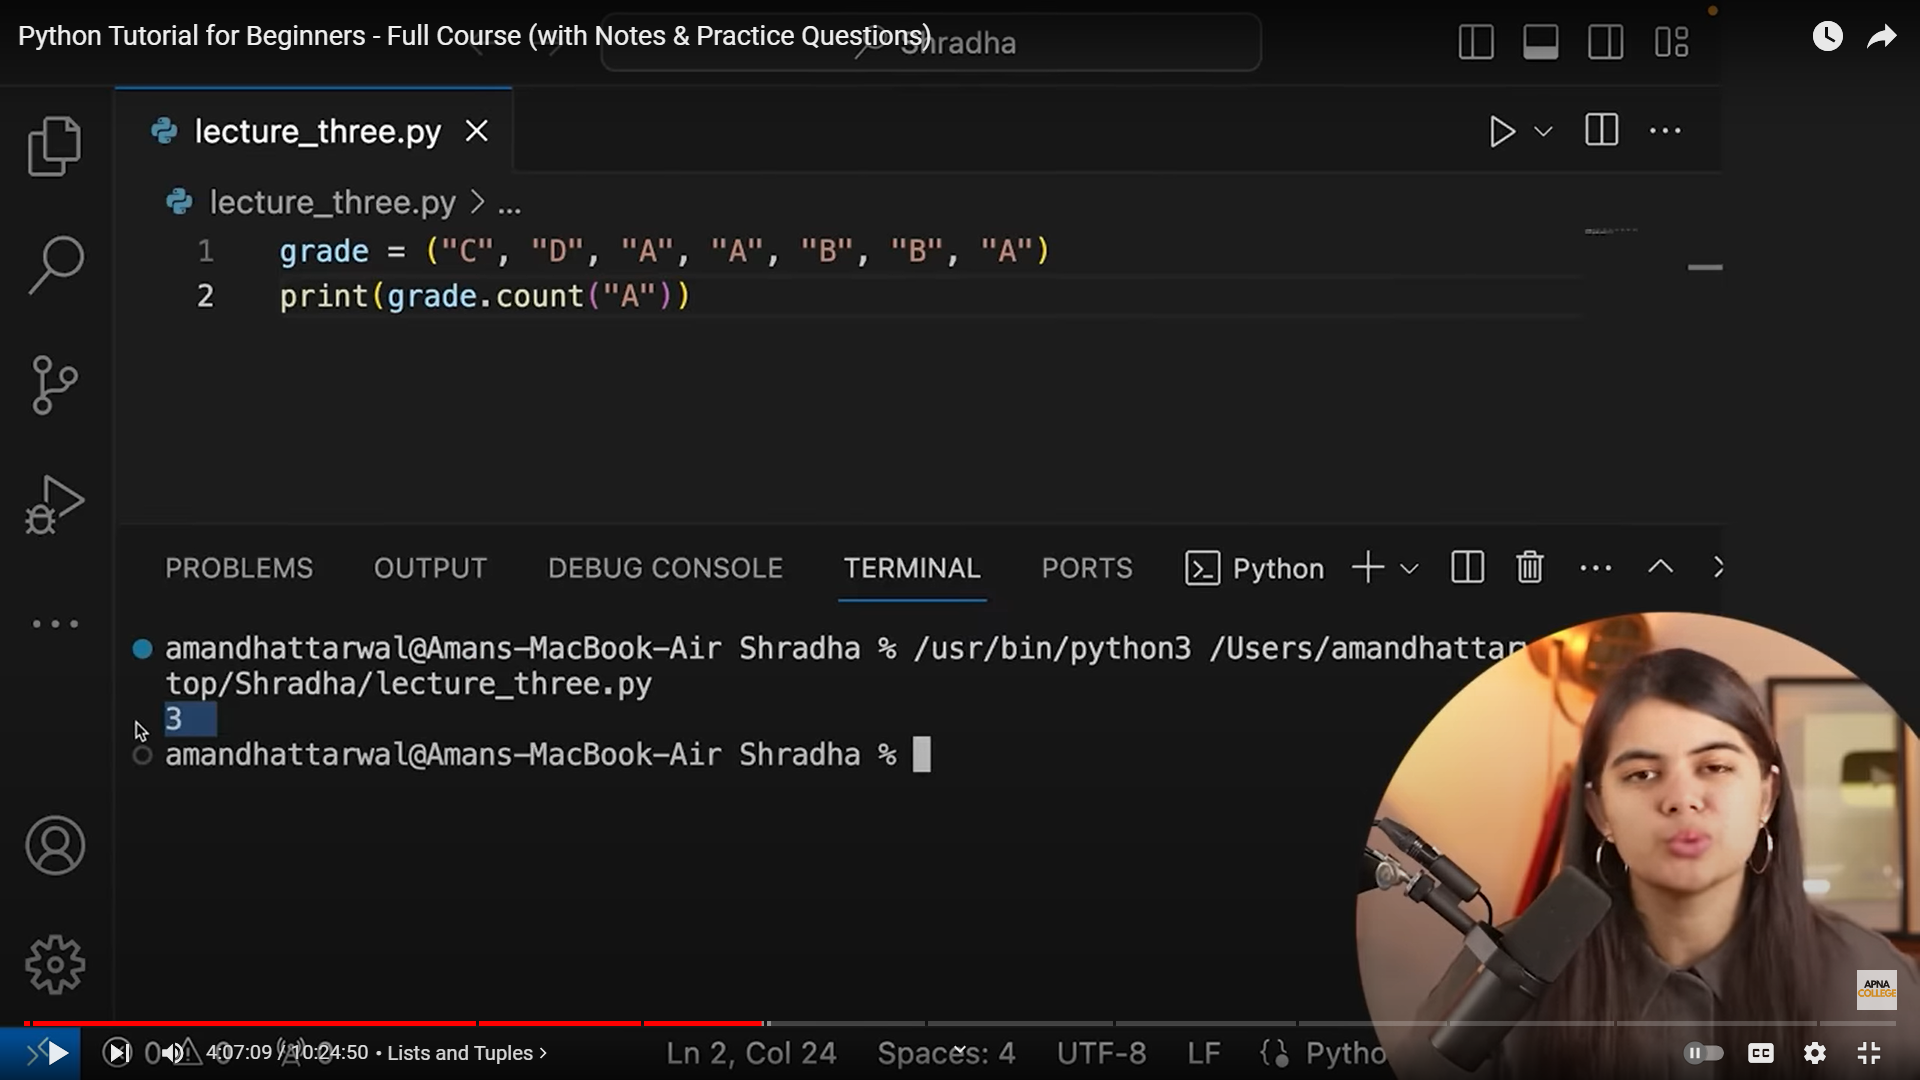 Python Tutorial for Beginners - Full Course (with Notes & Practice Questions)
Shradha
lecture_three.py
lecture_three.py > ...
1 grade = ("C", "D", "A", "A", "B", "B", "A")
2 print(grade.count("A"))
PROBLEMS OUTPUT DEBUG CONSOLE TERMINAL PORTS Python
amandhattarwal@Amans-MacBook-Air Shradha % /usr/bin/python3 /Users/amandhattar
top/Shradha/lecture_three.py
3
amandhattarwal@Amans-MacBook-Air Shradha %
APNA
COLLEGE
4:07:09 / 10:24:50 • Lists and Tuples >
Ln 2, Col 24 Spaces: 4 UTF-8 LF {} Pytho
CC